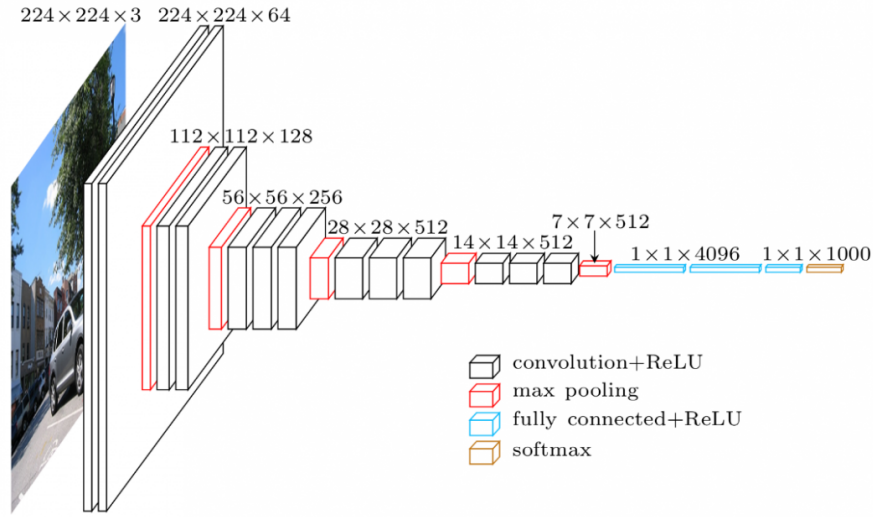 224×224×3
224×224×64
112×112×128
56×56×256
28×28×512
14×14×512
7×7×512
1×1×4096
1×1×1000
convolution+ReLU
max pooling
fully connected+ReLU
softmax